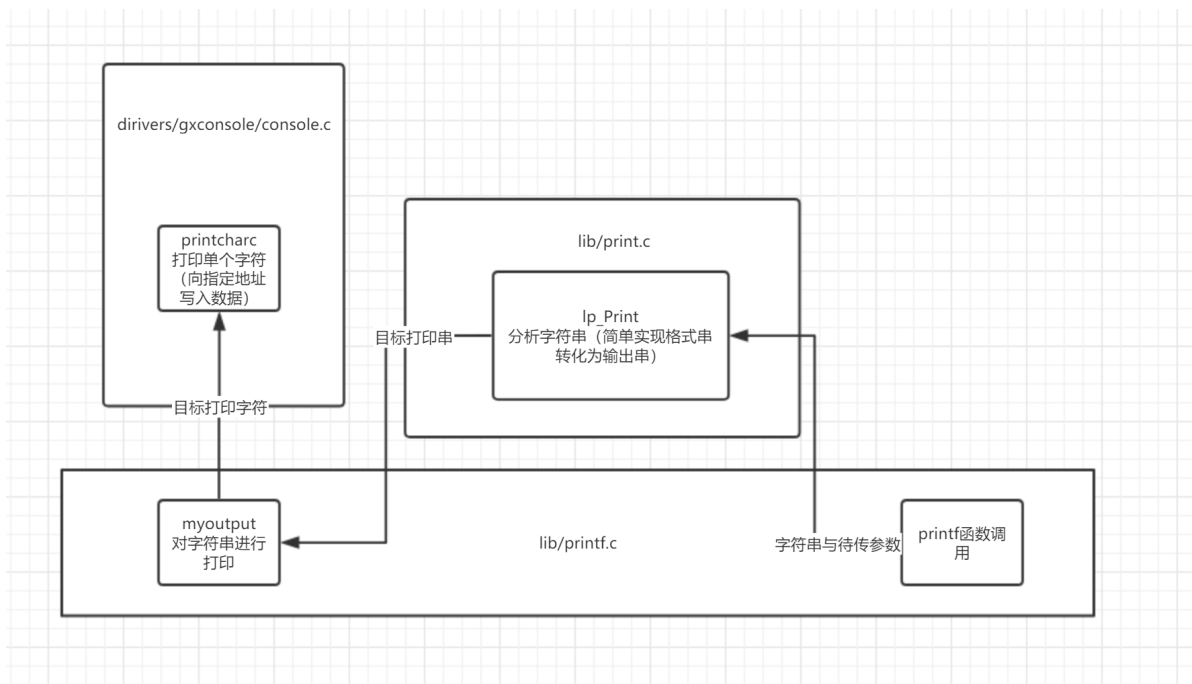 dirivers/gxconsole/console.c
printcharc
打印单个字符
（向指定地址
写入数据）
目标打印字符
lib/print.c
lp_Print
分析字符串（简单实现格式串
转化为输出串）
目标打印串
myoutput
对字符串进行
打印
lib/printf.c
字符串与待传参数
printf函数调
用